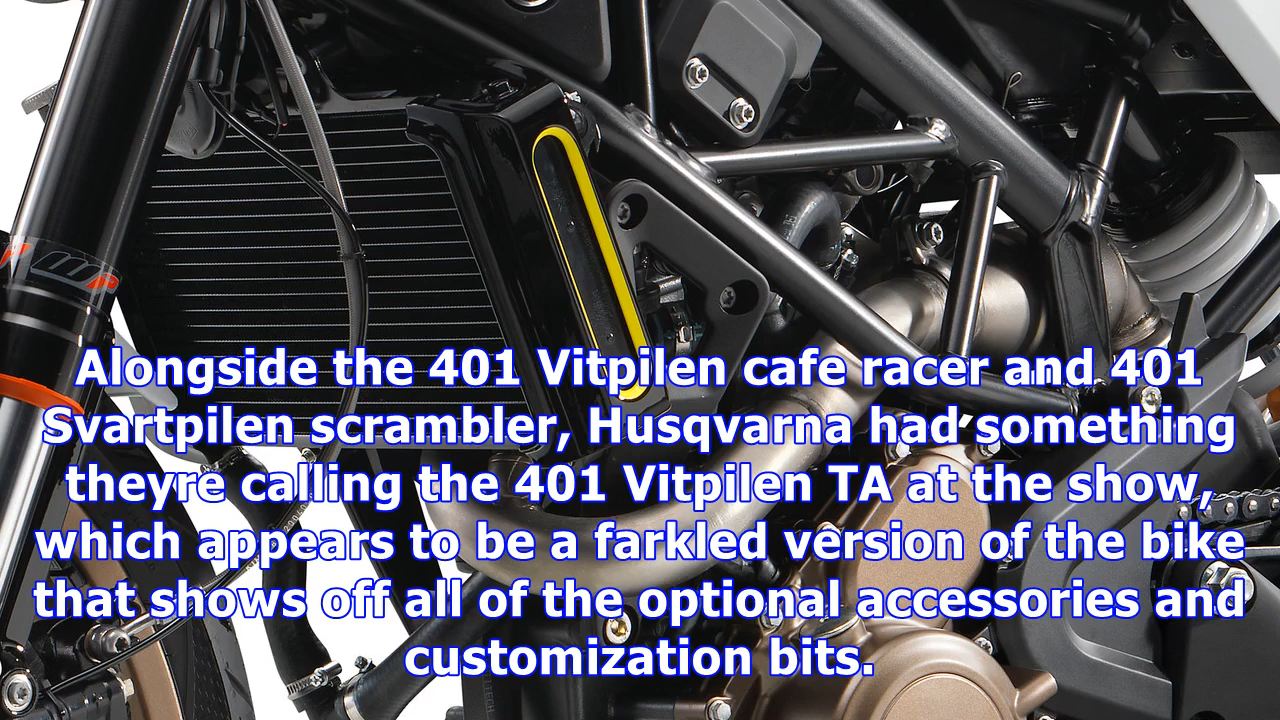 Alongside the 401 Vitpilen cafe racer and 401
Svartpilen scrambler, Husqvarna had something
theyre calling the 401 Vitpilen TA at the show,
which appears to be a farkled version of the bike
that shows off all of the optional accessories and
customization bits.